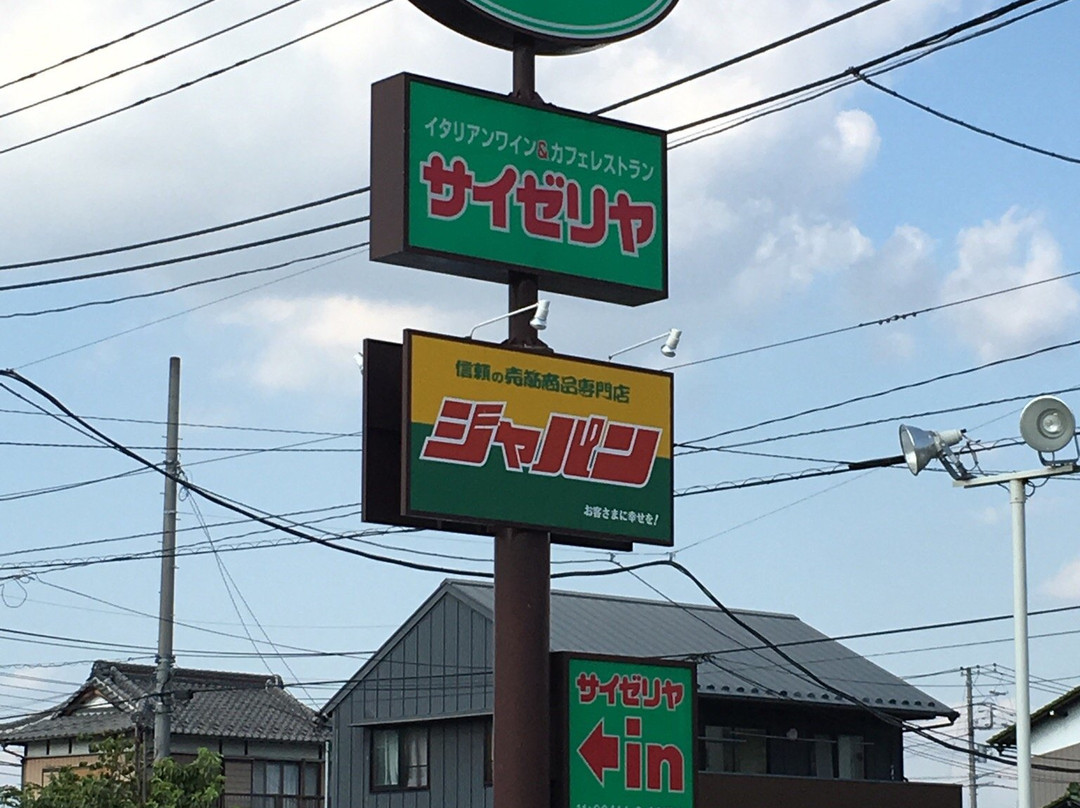 イタリアンワイン&カフェレストラン
サイゼリヤ
信頼の売筋商品専門店
ジャパン
お客さまに幸せを!
サイゼリヤ
←in